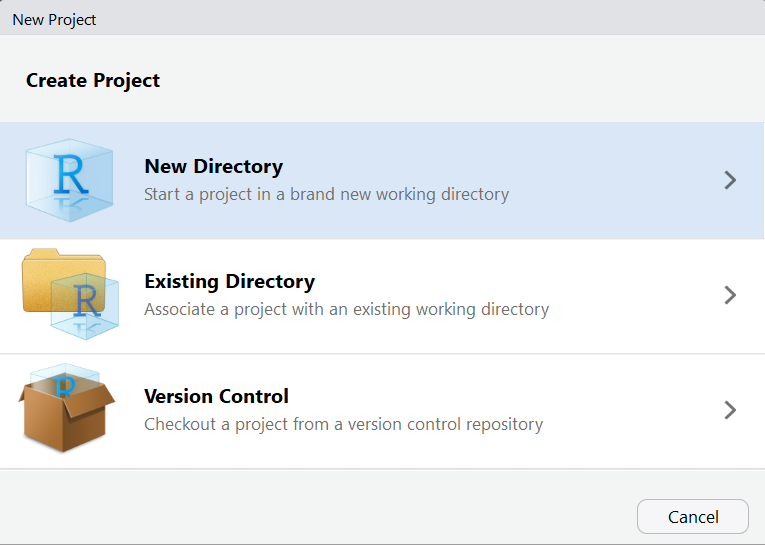 New Project
Create Project
R
New Directory
Start a project in a brand new working directory
R
Existing Directory
Associate a project with an existing working directory
R
Version Control
Checkout a project from a version control repository
Cancel